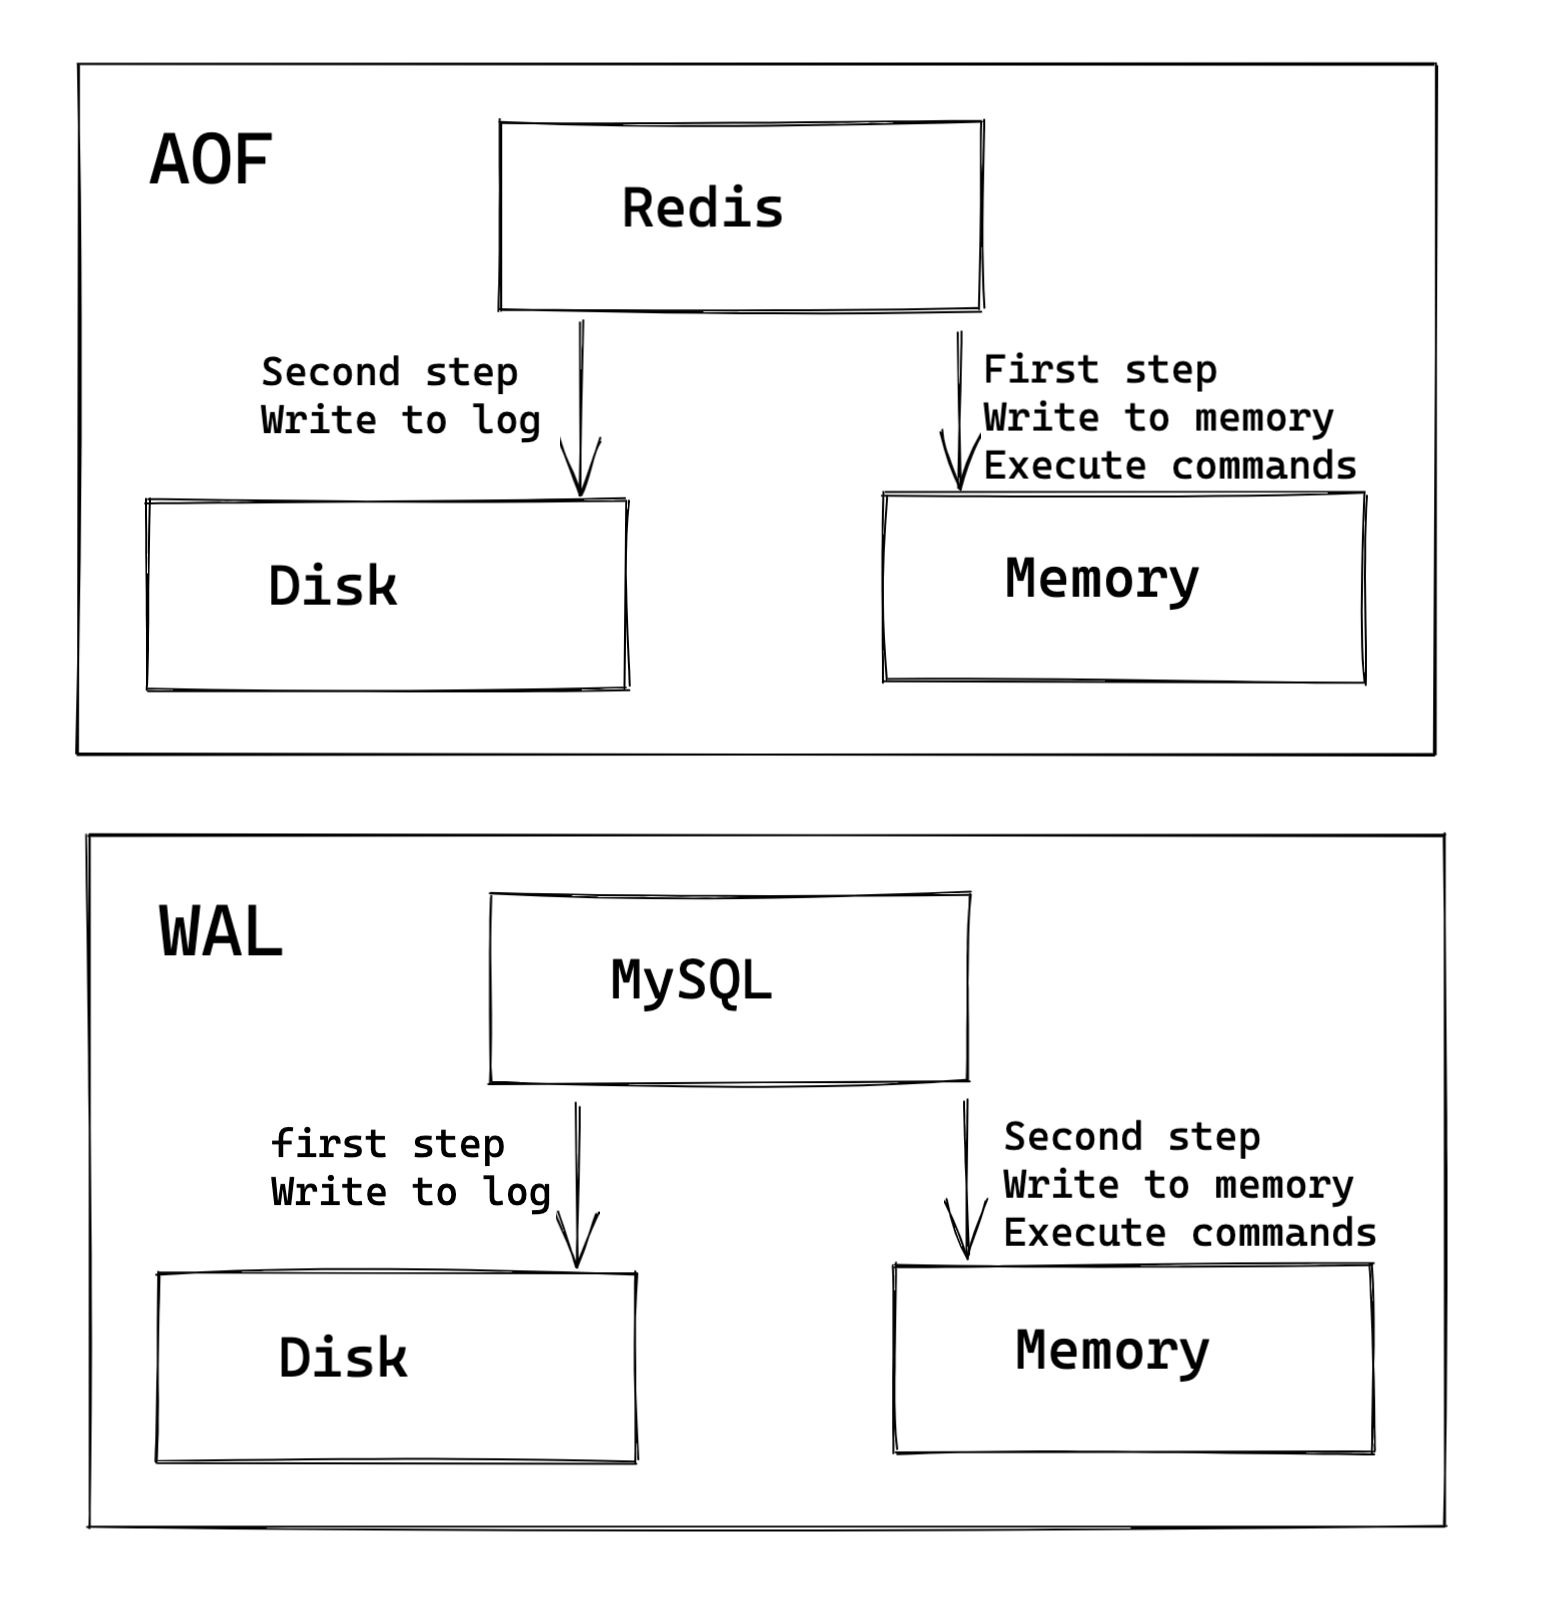 AOF
Redis
Second step
Write to log
First step
Write to memory
Execute commands
Disk
Memory
WAL
MySQL
first step
Write to log
Second step
Write to memory
Execute commands
Disk
Memory